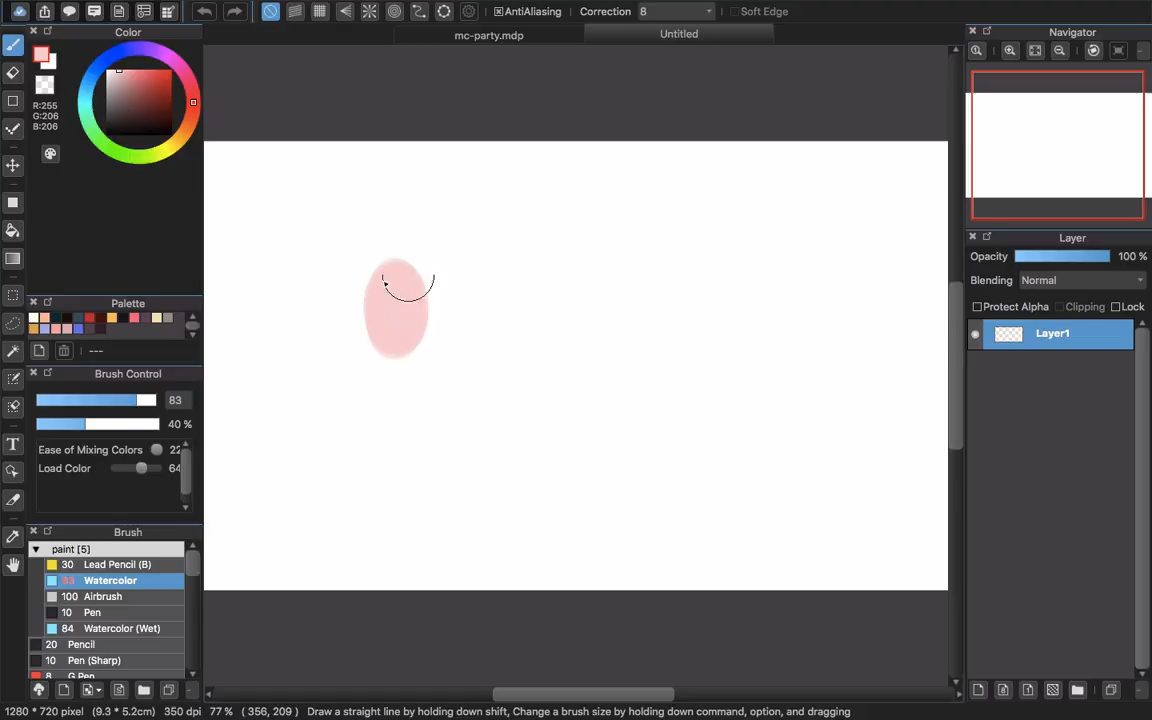 AntiAliasing Correction 8 Soft Edge
mc-party.mdp Untitled
Color
R:255
G:206
B:206
Palette
---
Brush Control
83
40 %
Ease of Mixing Colors 22
Load Color 64
Brush
paint [5]
30 Lead Pencil (B)
83 Watercolor
100 Airbrush
10 Pen
84 Watercolor (Wet)
20 Pencil
10 Pen (Sharp)
8 G Pen
T
Navigator
Layer
Opacity 100 %
Blending Normal
Protect Alpha Clipping Lock
Layer1
1280 * 720 pixel (9.3 * 5.2cm) 350 dpi 77 % ( 356, 209 ) Draw a straight line by holding down shift, Change a brush size by holding down command, option, and dragging